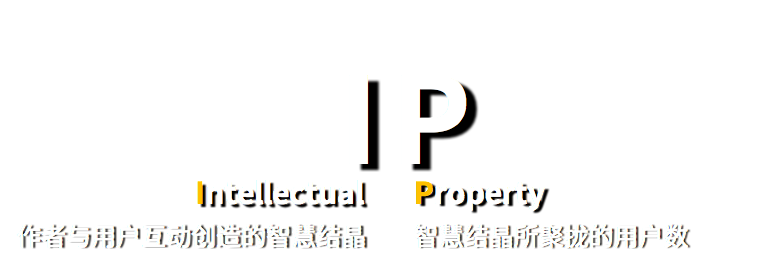 IP
Intellectual Property
作者与用户互动创造的智慧结晶 智慧结晶所聚拢的用户数